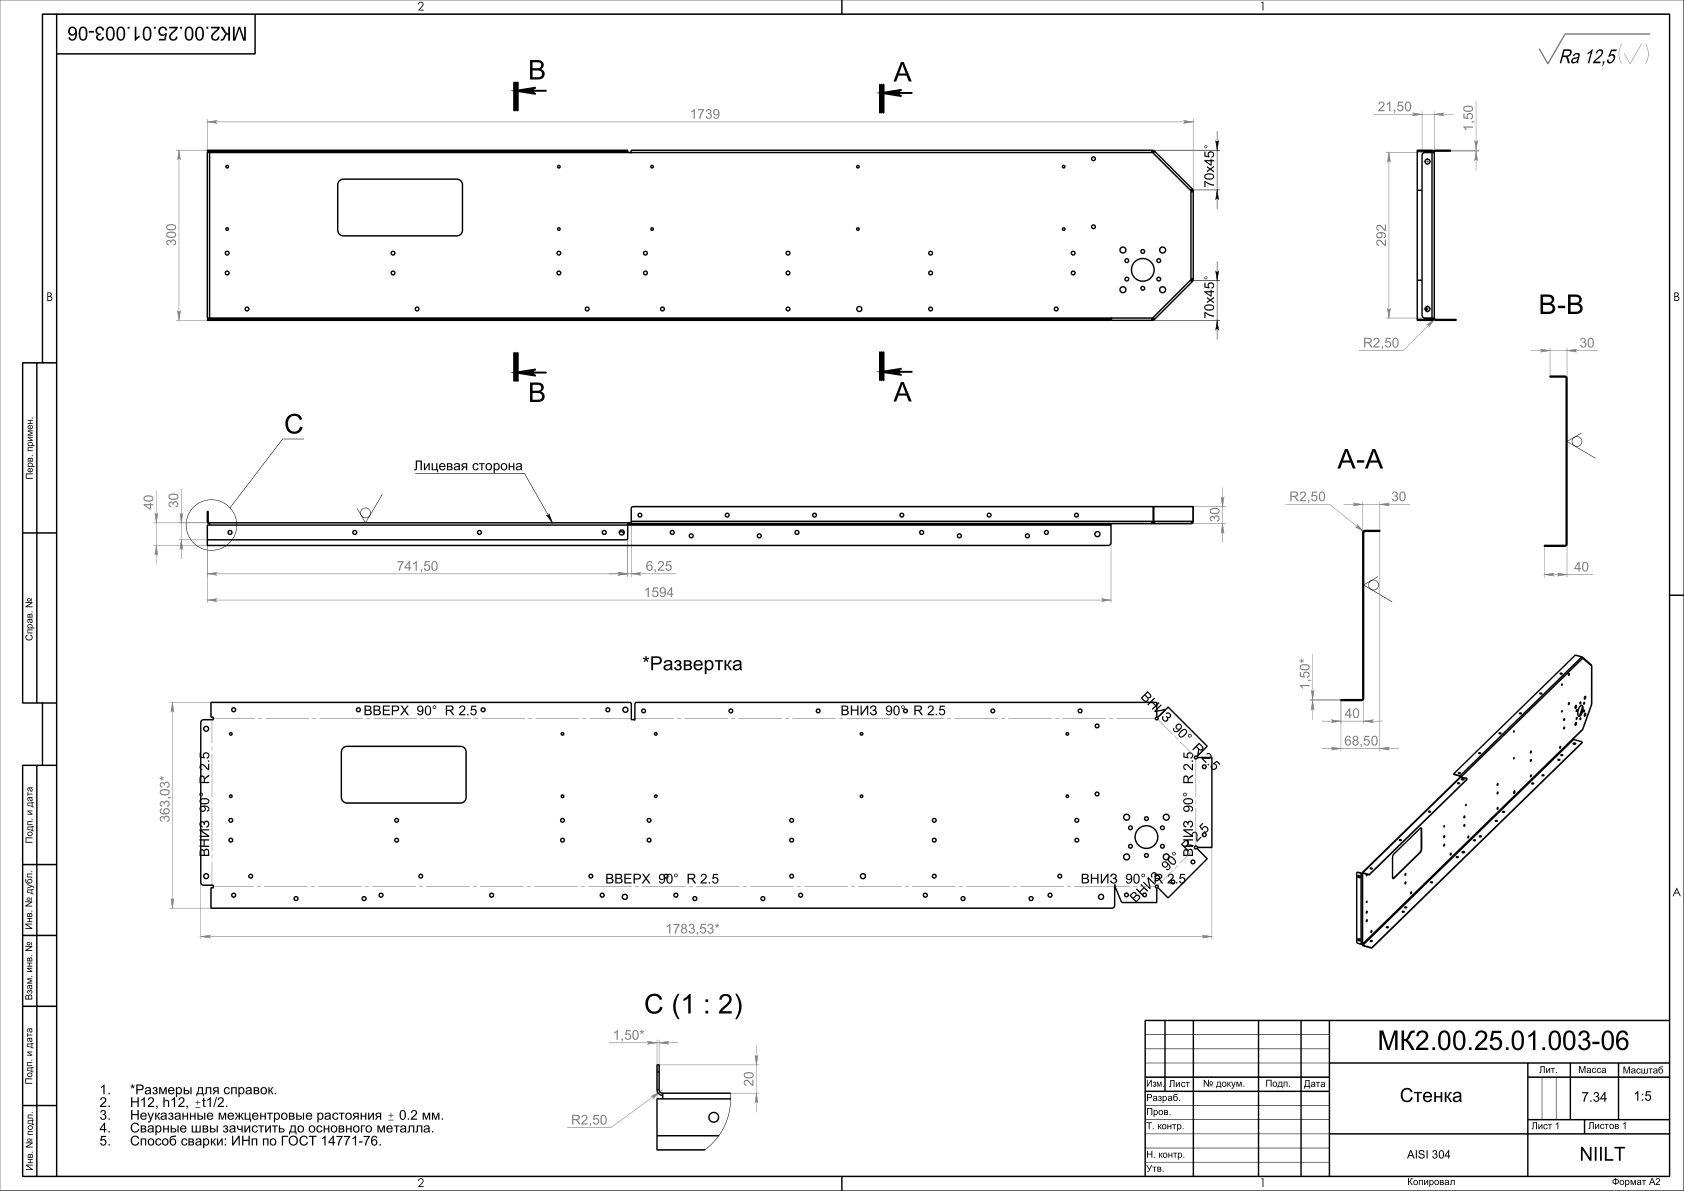 2
1
МК2.00.25.01.003-06
Ra 12,5
B
A
1739
21,50
1,50
70x45°
300
292
70x45°
R2,50
B
B
B-B
30
B
A
C
Перв. примен.
Лицевая сторона
A-A
R2,50
30
40
30
30
40
741,50
6,25
1594
Справ. №
*Развертка
1,50*
40
68,50
ВВЕРХ 90° R 2.5
ВНИЗ 90° R 2.5
ВНИЗ 90° R 2.5
ВНИЗ 90° R 2.5
ВНИЗ 90° R 2.5
363,03*
ВВЕРХ 90° R 2.5
ВНИЗ 90° R 2.5
ВНИЗ 90° R 2.5
1783,53*
Подп. и дата
Инв. № дубл.
A
Взам. инв. №
C (1 : 2)
1,50*
20
R2,50
Подп. и дата
Инв. № подл.
1. *Размеры для справок.
2. H12, h12, ±t1/2.
3. Неуказанные межцентровые растояния ± 0.2 мм.
4. Сварные швы зачистить до основного металла.
5. Способ сварки: ИНп по ГОСТ 14771-76.
МК2.00.25.01.003-06
Лит. Масса Масштаб
Изм. Лист № докум. Подп. Дата
Стенка
7.34 1:5
Разраб.
Пров.
Т. контр.
Лист 1 Листов 1
Н. контр.
AISI 304
NIILT
Утв.
2
1
Копировал
Формат А2